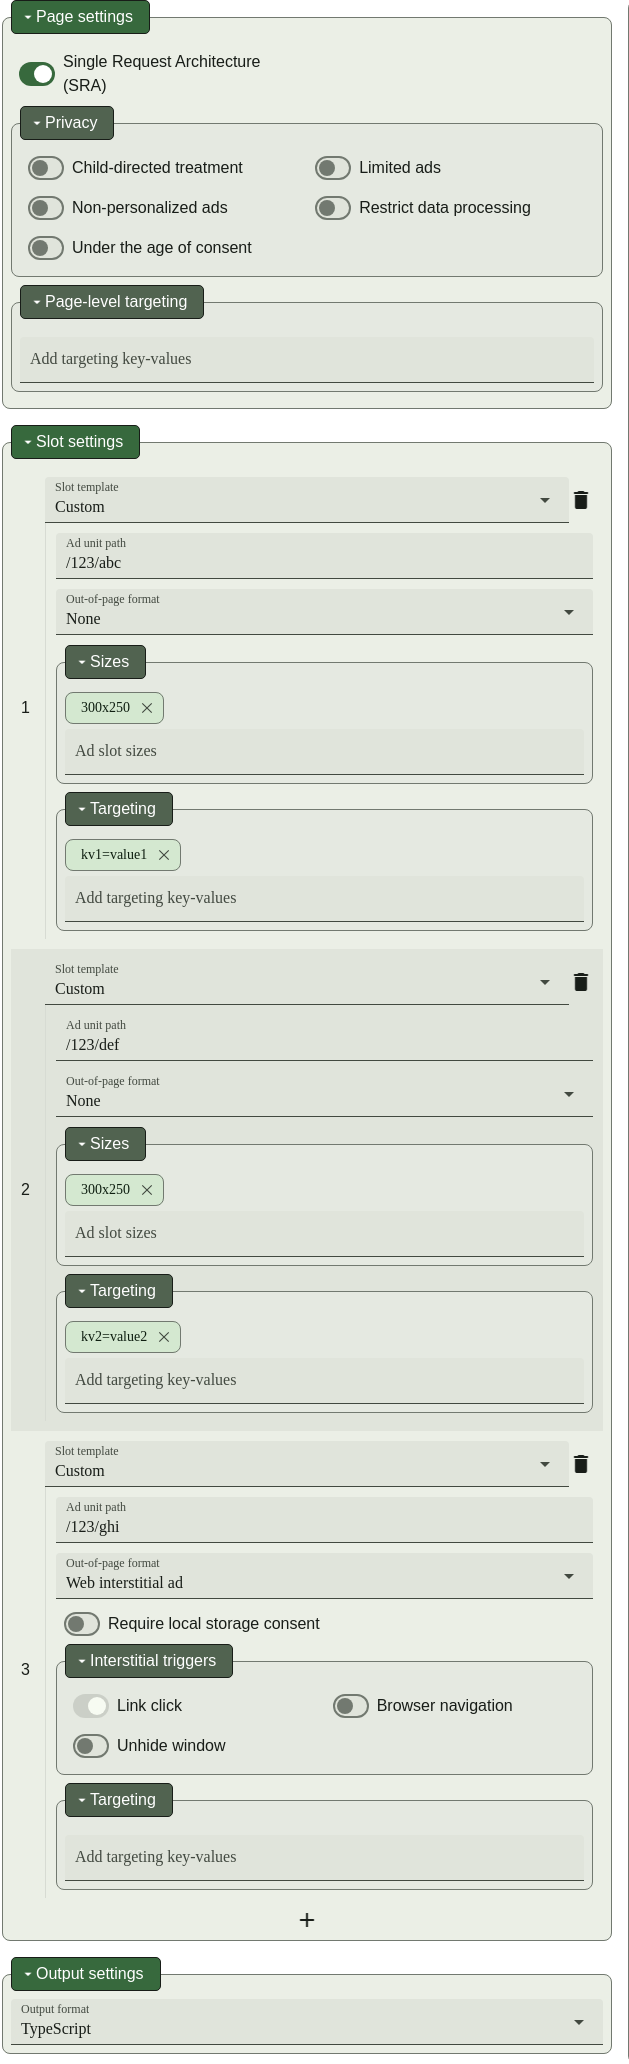 Page settings
Single Request Architecture
(SRA)
Privacy
Child-directed treatment
Limited ads
Non-personalized ads
Restrict data processing
Under the age of consent
Page-level targeting
Add targeting key-values
Slot settings
Slot template
Custom
Ad unit path
/123/abc
Out-of-page format
None
Sizes
1
300x250
Ad slot sizes
Targeting
kv1=value1
Add targeting key-values
Slot template
Custom
Ad unit path
/123/def
Out-of-page format
None
Sizes
2
300x250
Ad slot sizes
Targeting
kv2=value2
Add targeting key-values
Slot template
Custom
Ad unit path
/123/ghi
Out-of-page format
Web interstitial ad
Require local storage consent
3
Interstitial triggers
Link click
Browser navigation
Unhide window
Targeting
Add targeting key-values
+
Output settings
Output format
TypeScript